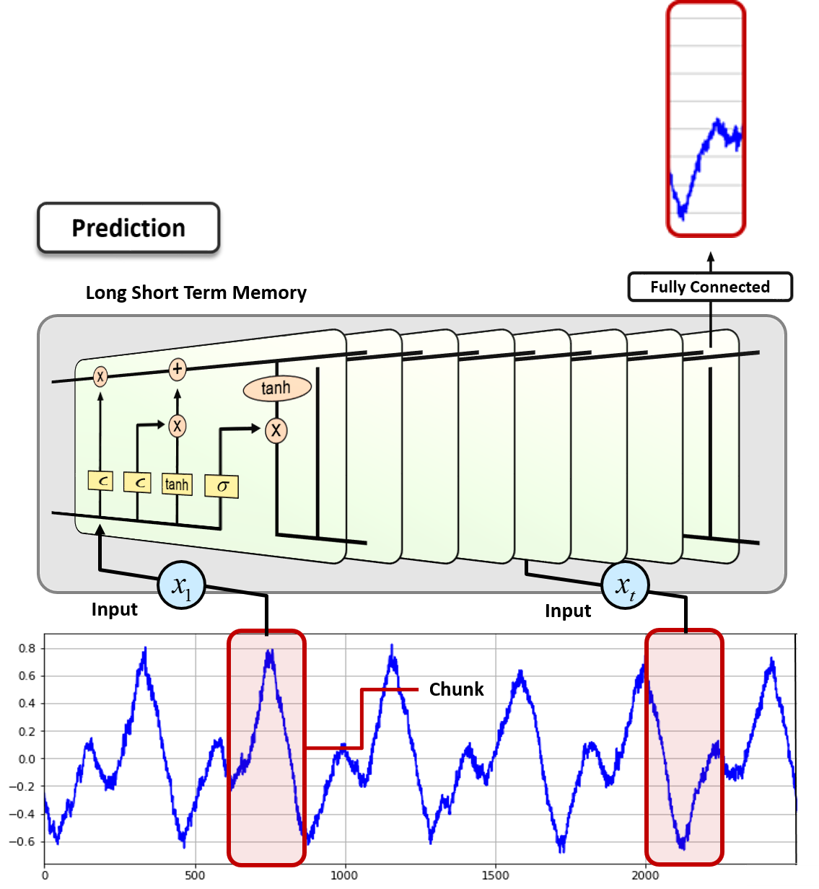 Prediction
Fully Connected
Long Short Term Memory
x
+
tanh
x
x
c
c
tanh
σ
x1
xt
Input
Input
Chunk
0.8
0.6
0.4
0.2
0.0
−0.2
−0.4
−0.6
0 500 1000 1500 2000